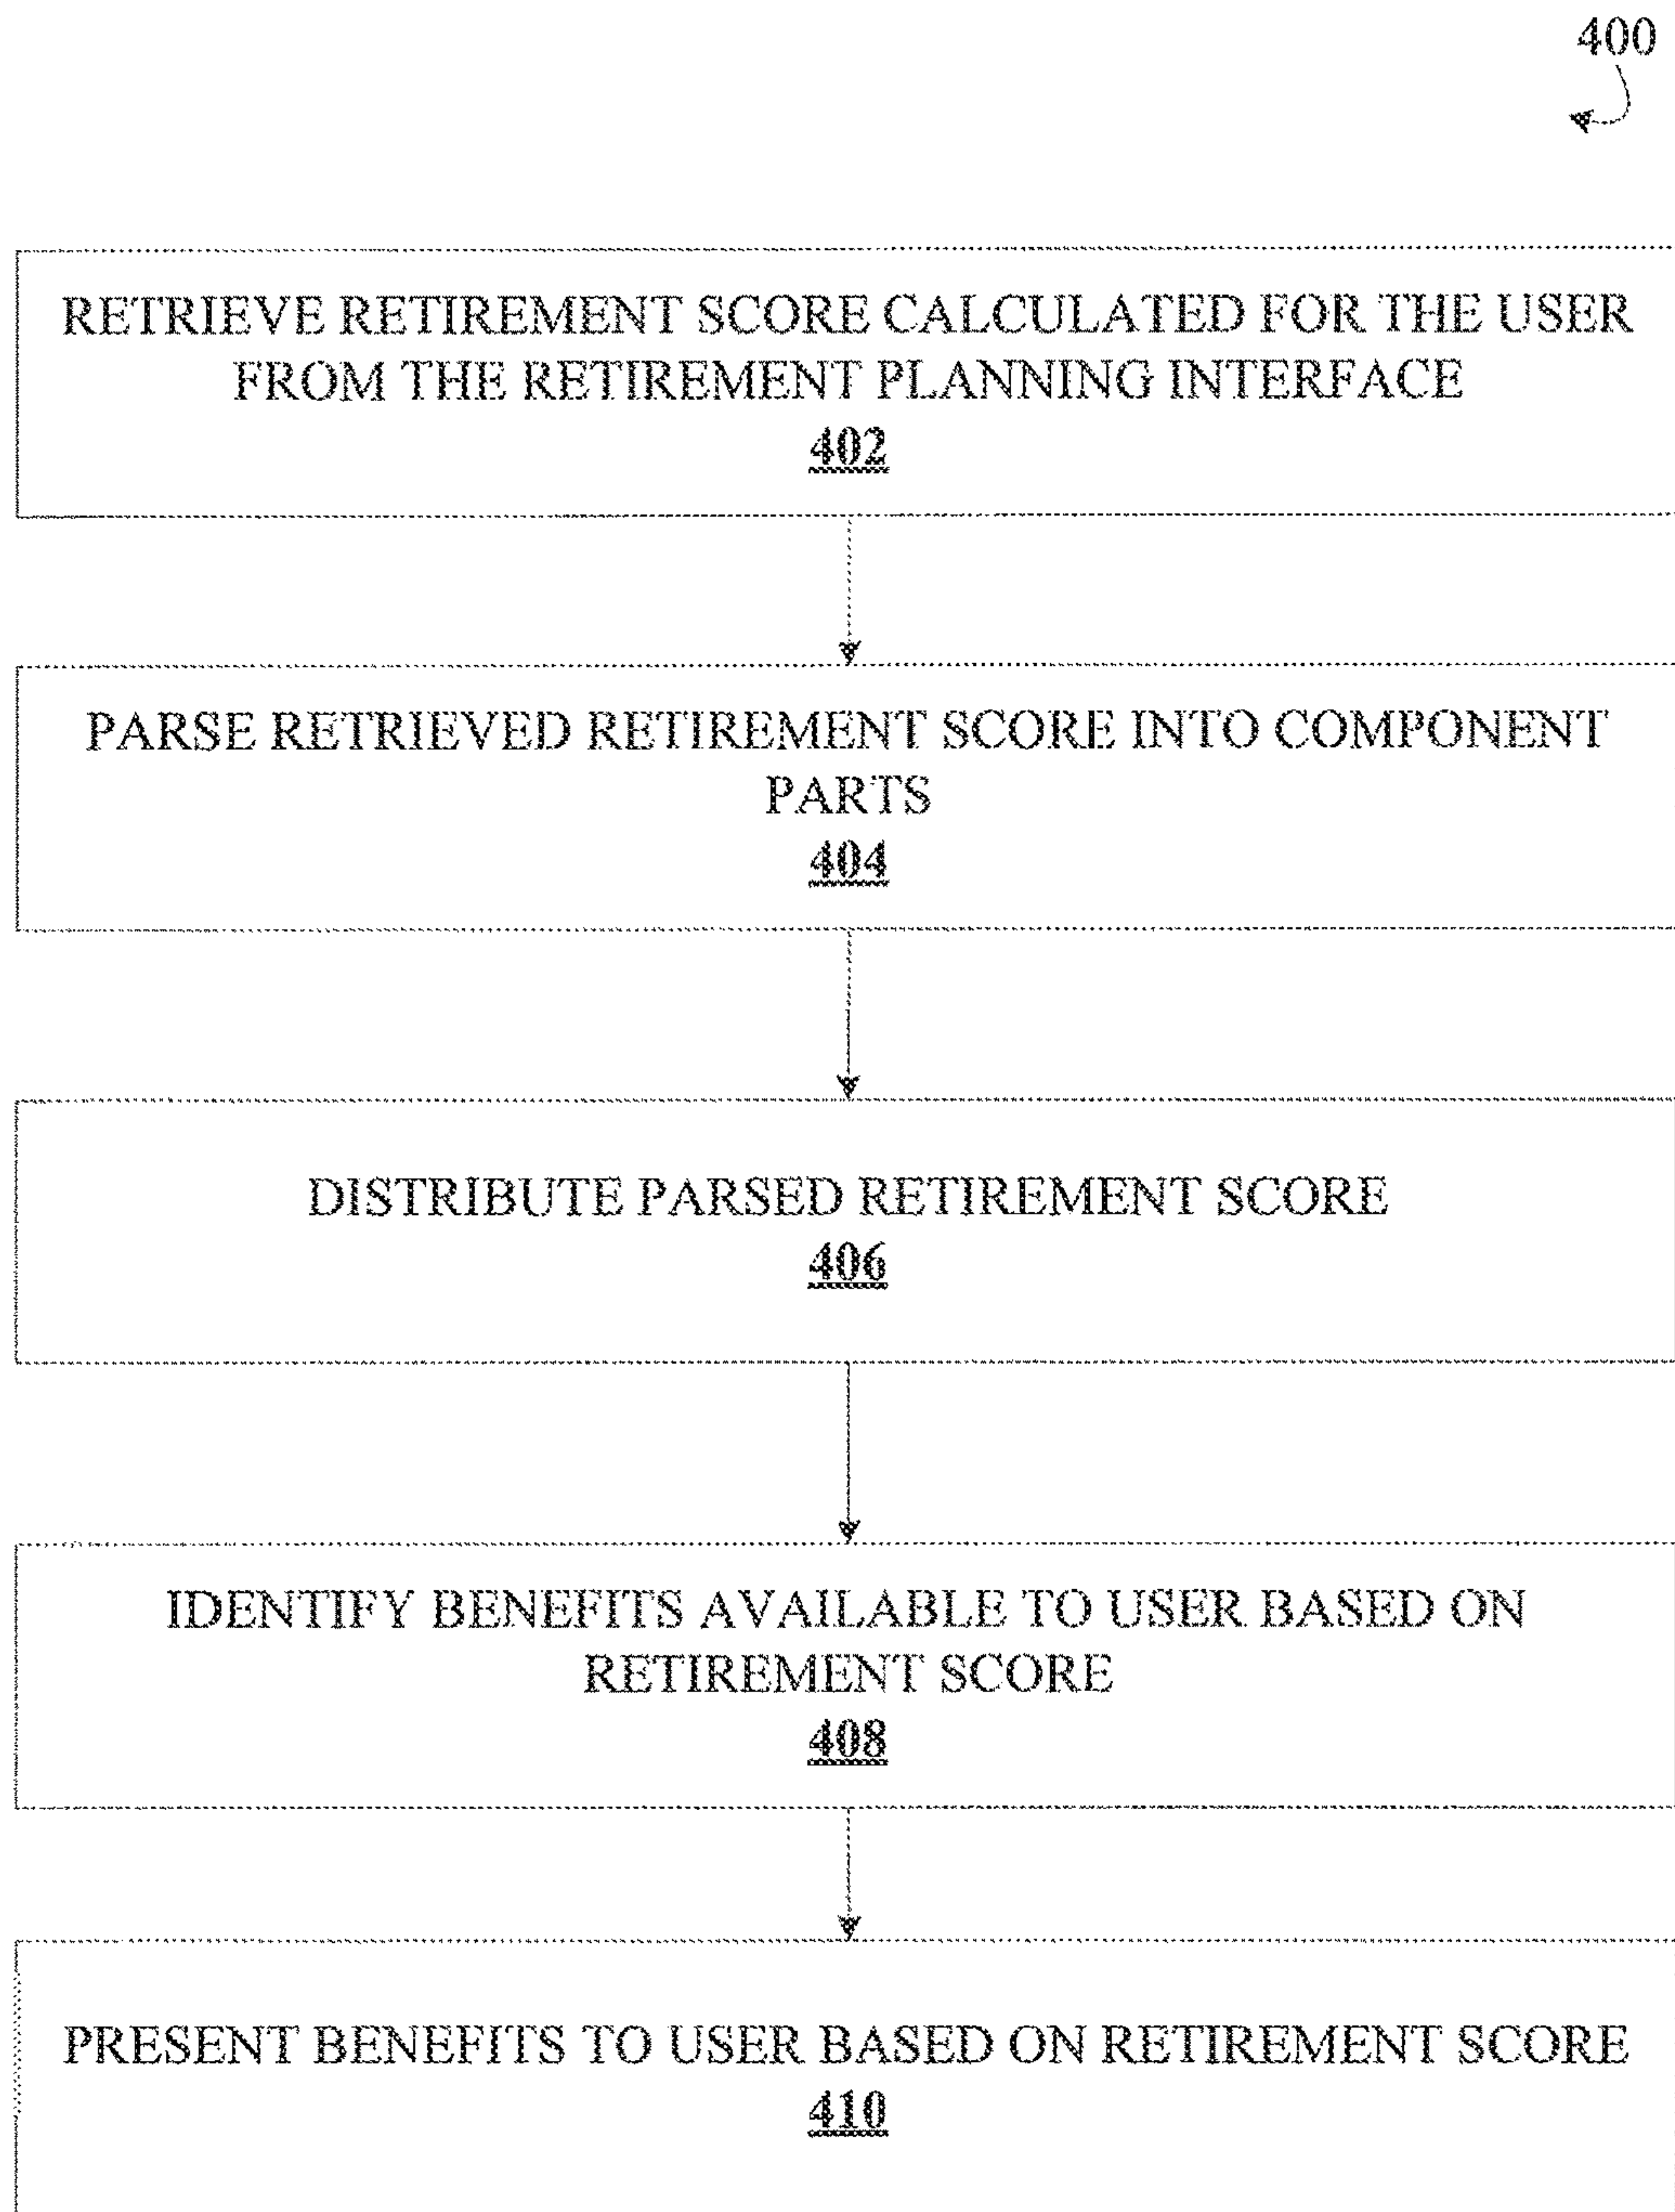 400
RETRIEVE RETIREMENT SCORE CALCULATED FOR THE USER
FROM THE RETIREMENT PLANNING INTERFACE
402
PARSE RETRIEVED RETIREMENT SCORE INTO COMPONENT
PARTS
404
DISTRIBUTE PARSED RETIREMENT SCORE
406
IDENTIFY BENEFITS AVAILABLE TO USER BASED ON
RETIREMENT SCORE
408
PRESENT BENEFITS TO USER BASED ON RETIREMENT SCORE
410